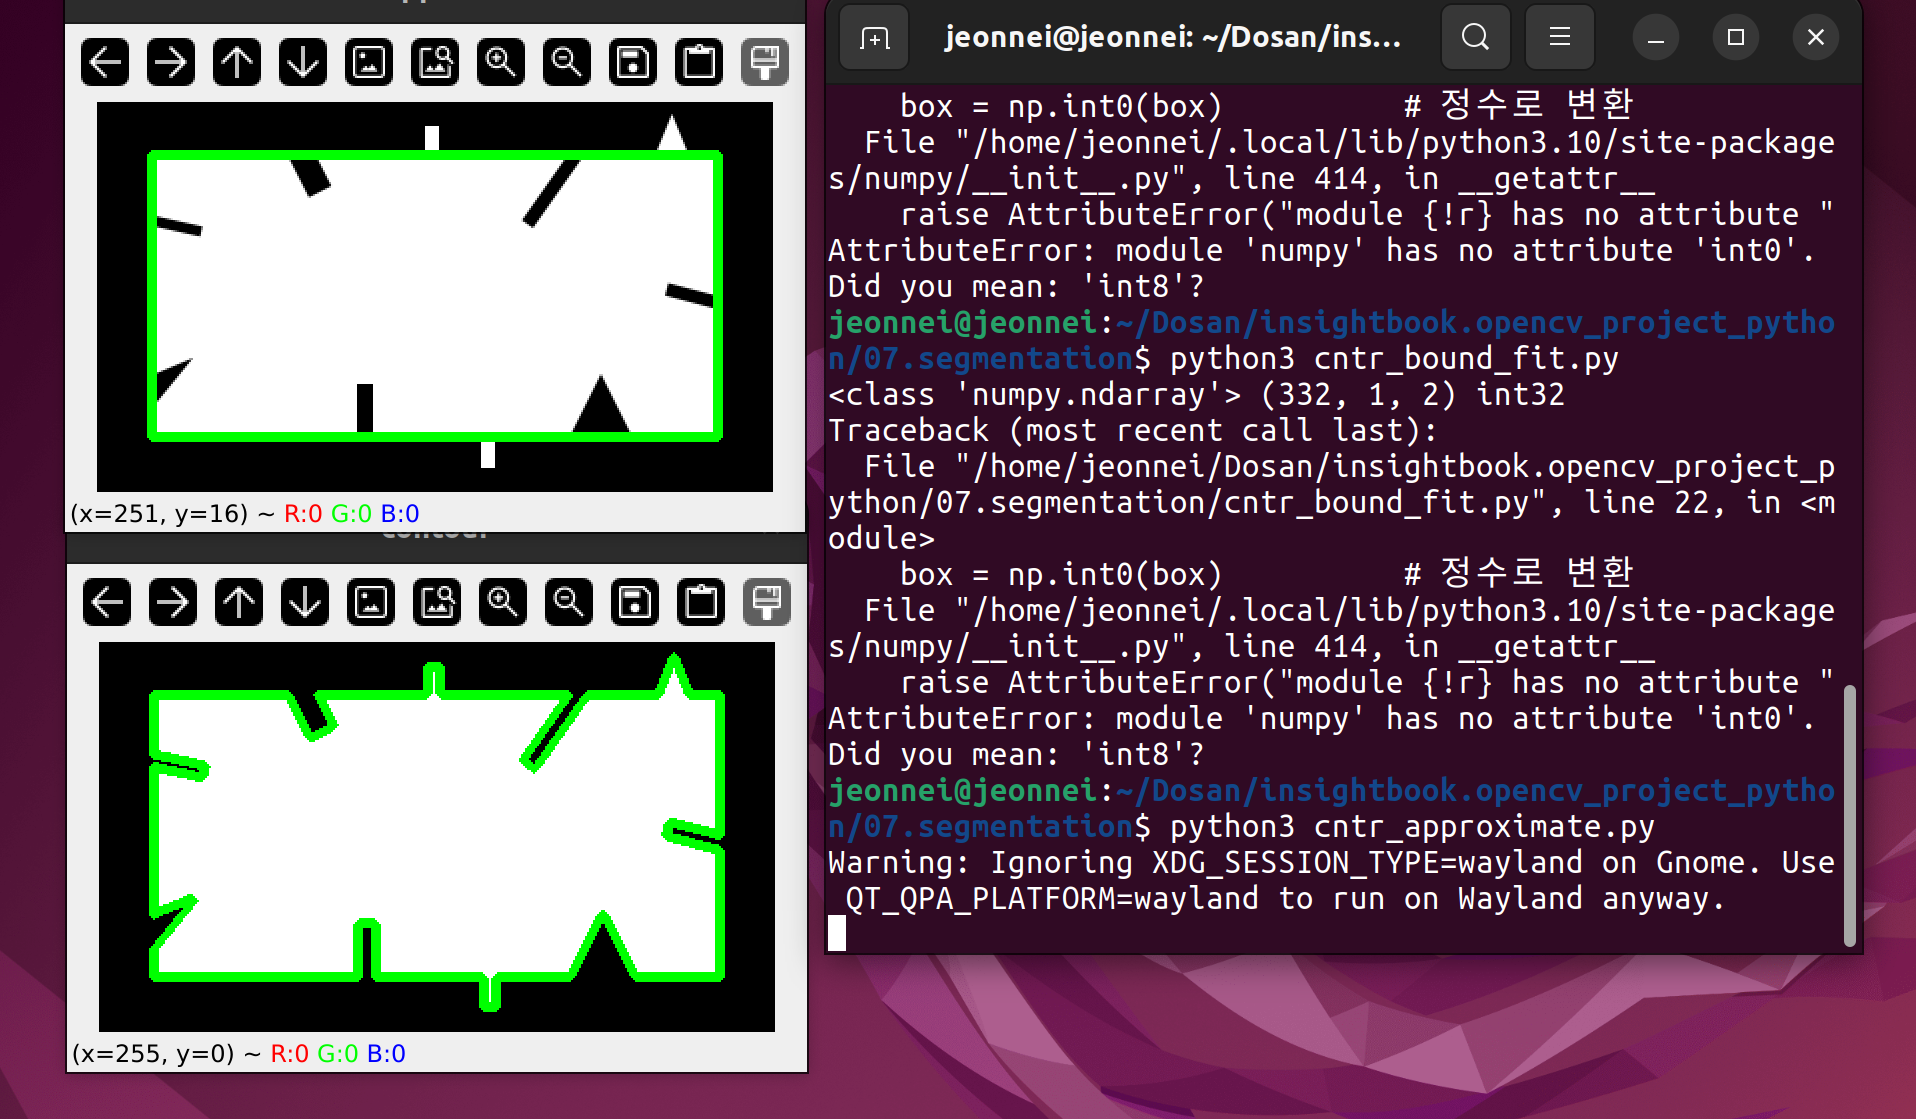 (x=251, y=16) ~ R:0 G:0 B:0
contour
(x=255, y=0) ~ R:0 G:0 B:0
jeonnei@jeonnei: ~/Dosan/ins...
    box = np.int0(box)          # 정수로 변환
  File "/home/jeonnei/.local/lib/python3.10/site-package
s/numpy/__init__.py", line 414, in __getattr__
    raise AttributeError("module {!r} has no attribute "
AttributeError: module 'numpy' has no attribute 'int0'.
Did you mean: 'int8'?
jeonnei@jeonnei:~/Dosan/insightbook.opencv_project_pytho
n/07.segmentation$ python3 cntr_bound_fit.py
<class 'numpy.ndarray'> (332, 1, 2) int32
Traceback (most recent call last):
  File "/home/jeonnei/Dosan/insightbook.opencv_project_p
ython/07.segmentation/cntr_bound_fit.py", line 22, in <m
odule>
    box = np.int0(box)          # 정수로 변환
  File "/home/jeonnei/.local/lib/python3.10/site-package
s/numpy/__init__.py", line 414, in __getattr__
    raise AttributeError("module {!r} has no attribute "
AttributeError: module 'numpy' has no attribute 'int0'.
Did you mean: 'int8'?
jeonnei@jeonnei:~/Dosan/insightbook.opencv_project_pytho
n/07.segmentation$ python3 cntr_approximate.py
Warning: Ignoring XDG_SESSION_TYPE=wayland on Gnome. Use
 QT_QPA_PLATFORM=wayland to run on Wayland anyway.